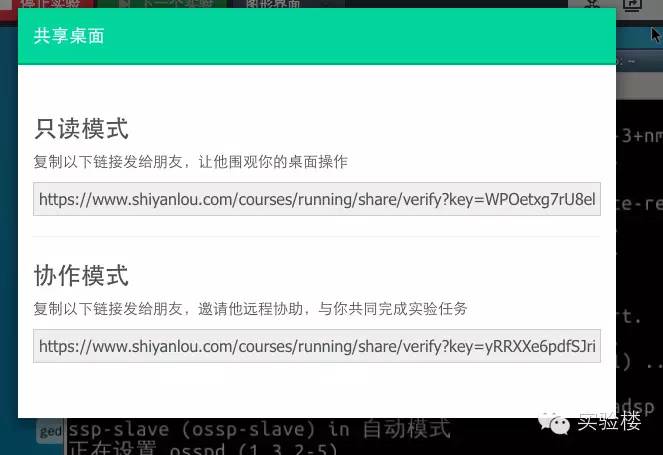 停止实验
下一个实验
图形界面
共享桌面
: ~
只读模式
-3+nm
复制以下链接发给朋友，让他围观你的桌面操作
https://www.shiyanlou.com/courses/running/share/verify?key=WPOetxg7rU8el
te-re
协作模式
复制以下链接发给朋友，邀请他远程协助，与你共同完成实验任务
rt.
https://www.shiyanlou.com/courses/running/share/verify?key=yRRXXe6pdfSJri
l) ..
adsp
实验楼
ged
ssp-slave (ossp-slave) in 自动模式
正在设置 osspd (1.3.2-5)